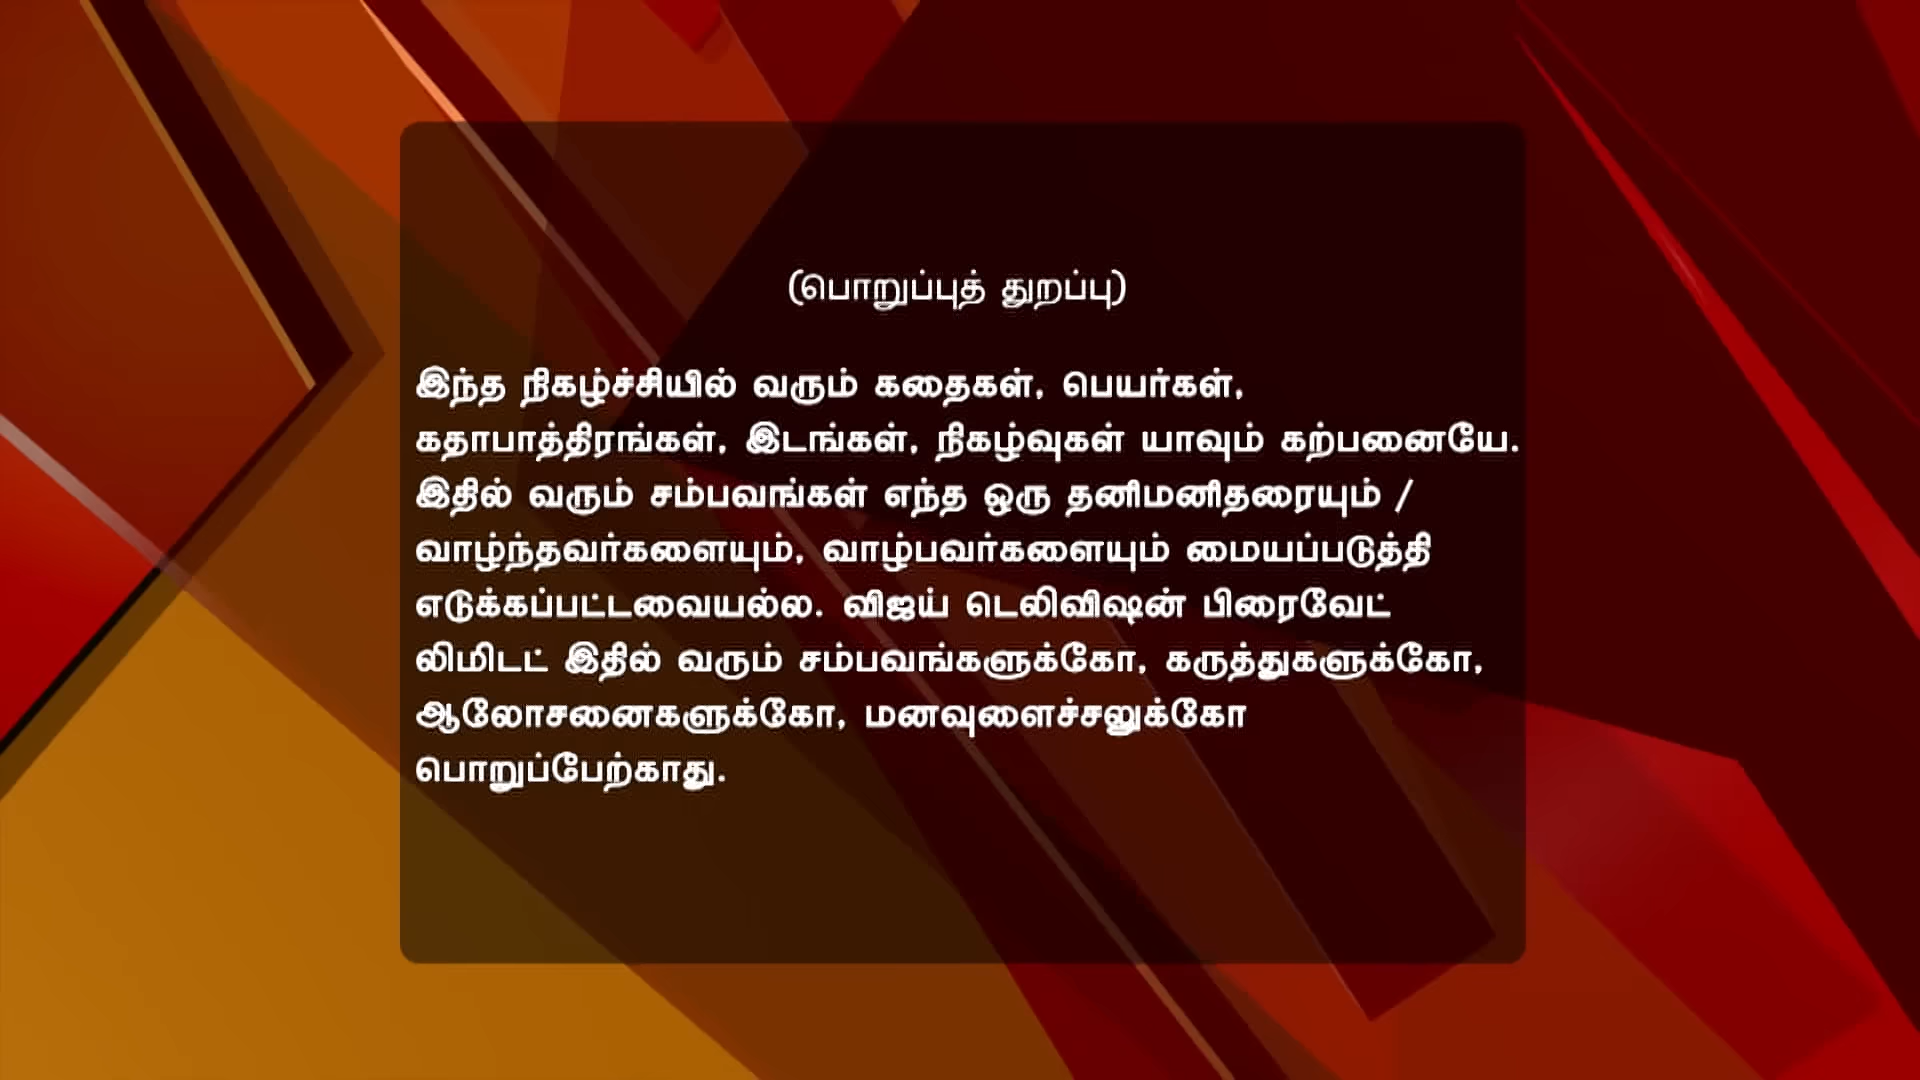 (பொறுப்புத் துறப்பு)
இந்த நிகழ்ச்சியில் வரும் கதைகள், பெயர்கள்,
கதாபாத்திரங்கள், இடங்கள், நிகழ்வுகள் யாவும் கற்பனையே.
இதில் வரும் சம்பவங்கள் எந்த ஒரு தனிமனிதரையும் /
வாழ்ந்தவர்களையும், வாழ்பவர்களையும் மையப்படுத்தி
எடுக்கப்பட்டவையல்ல. விஜய் டெலிவிஷன் பிரைவேட்
லிமிடட் இதில் வரும் சம்பவங்களுக்கோ, கருத்துகளுக்கோ,
ஆலோசனைகளுக்கோ, மனவுளைச்சலுக்கோ
பொறுப்பேற்காது.